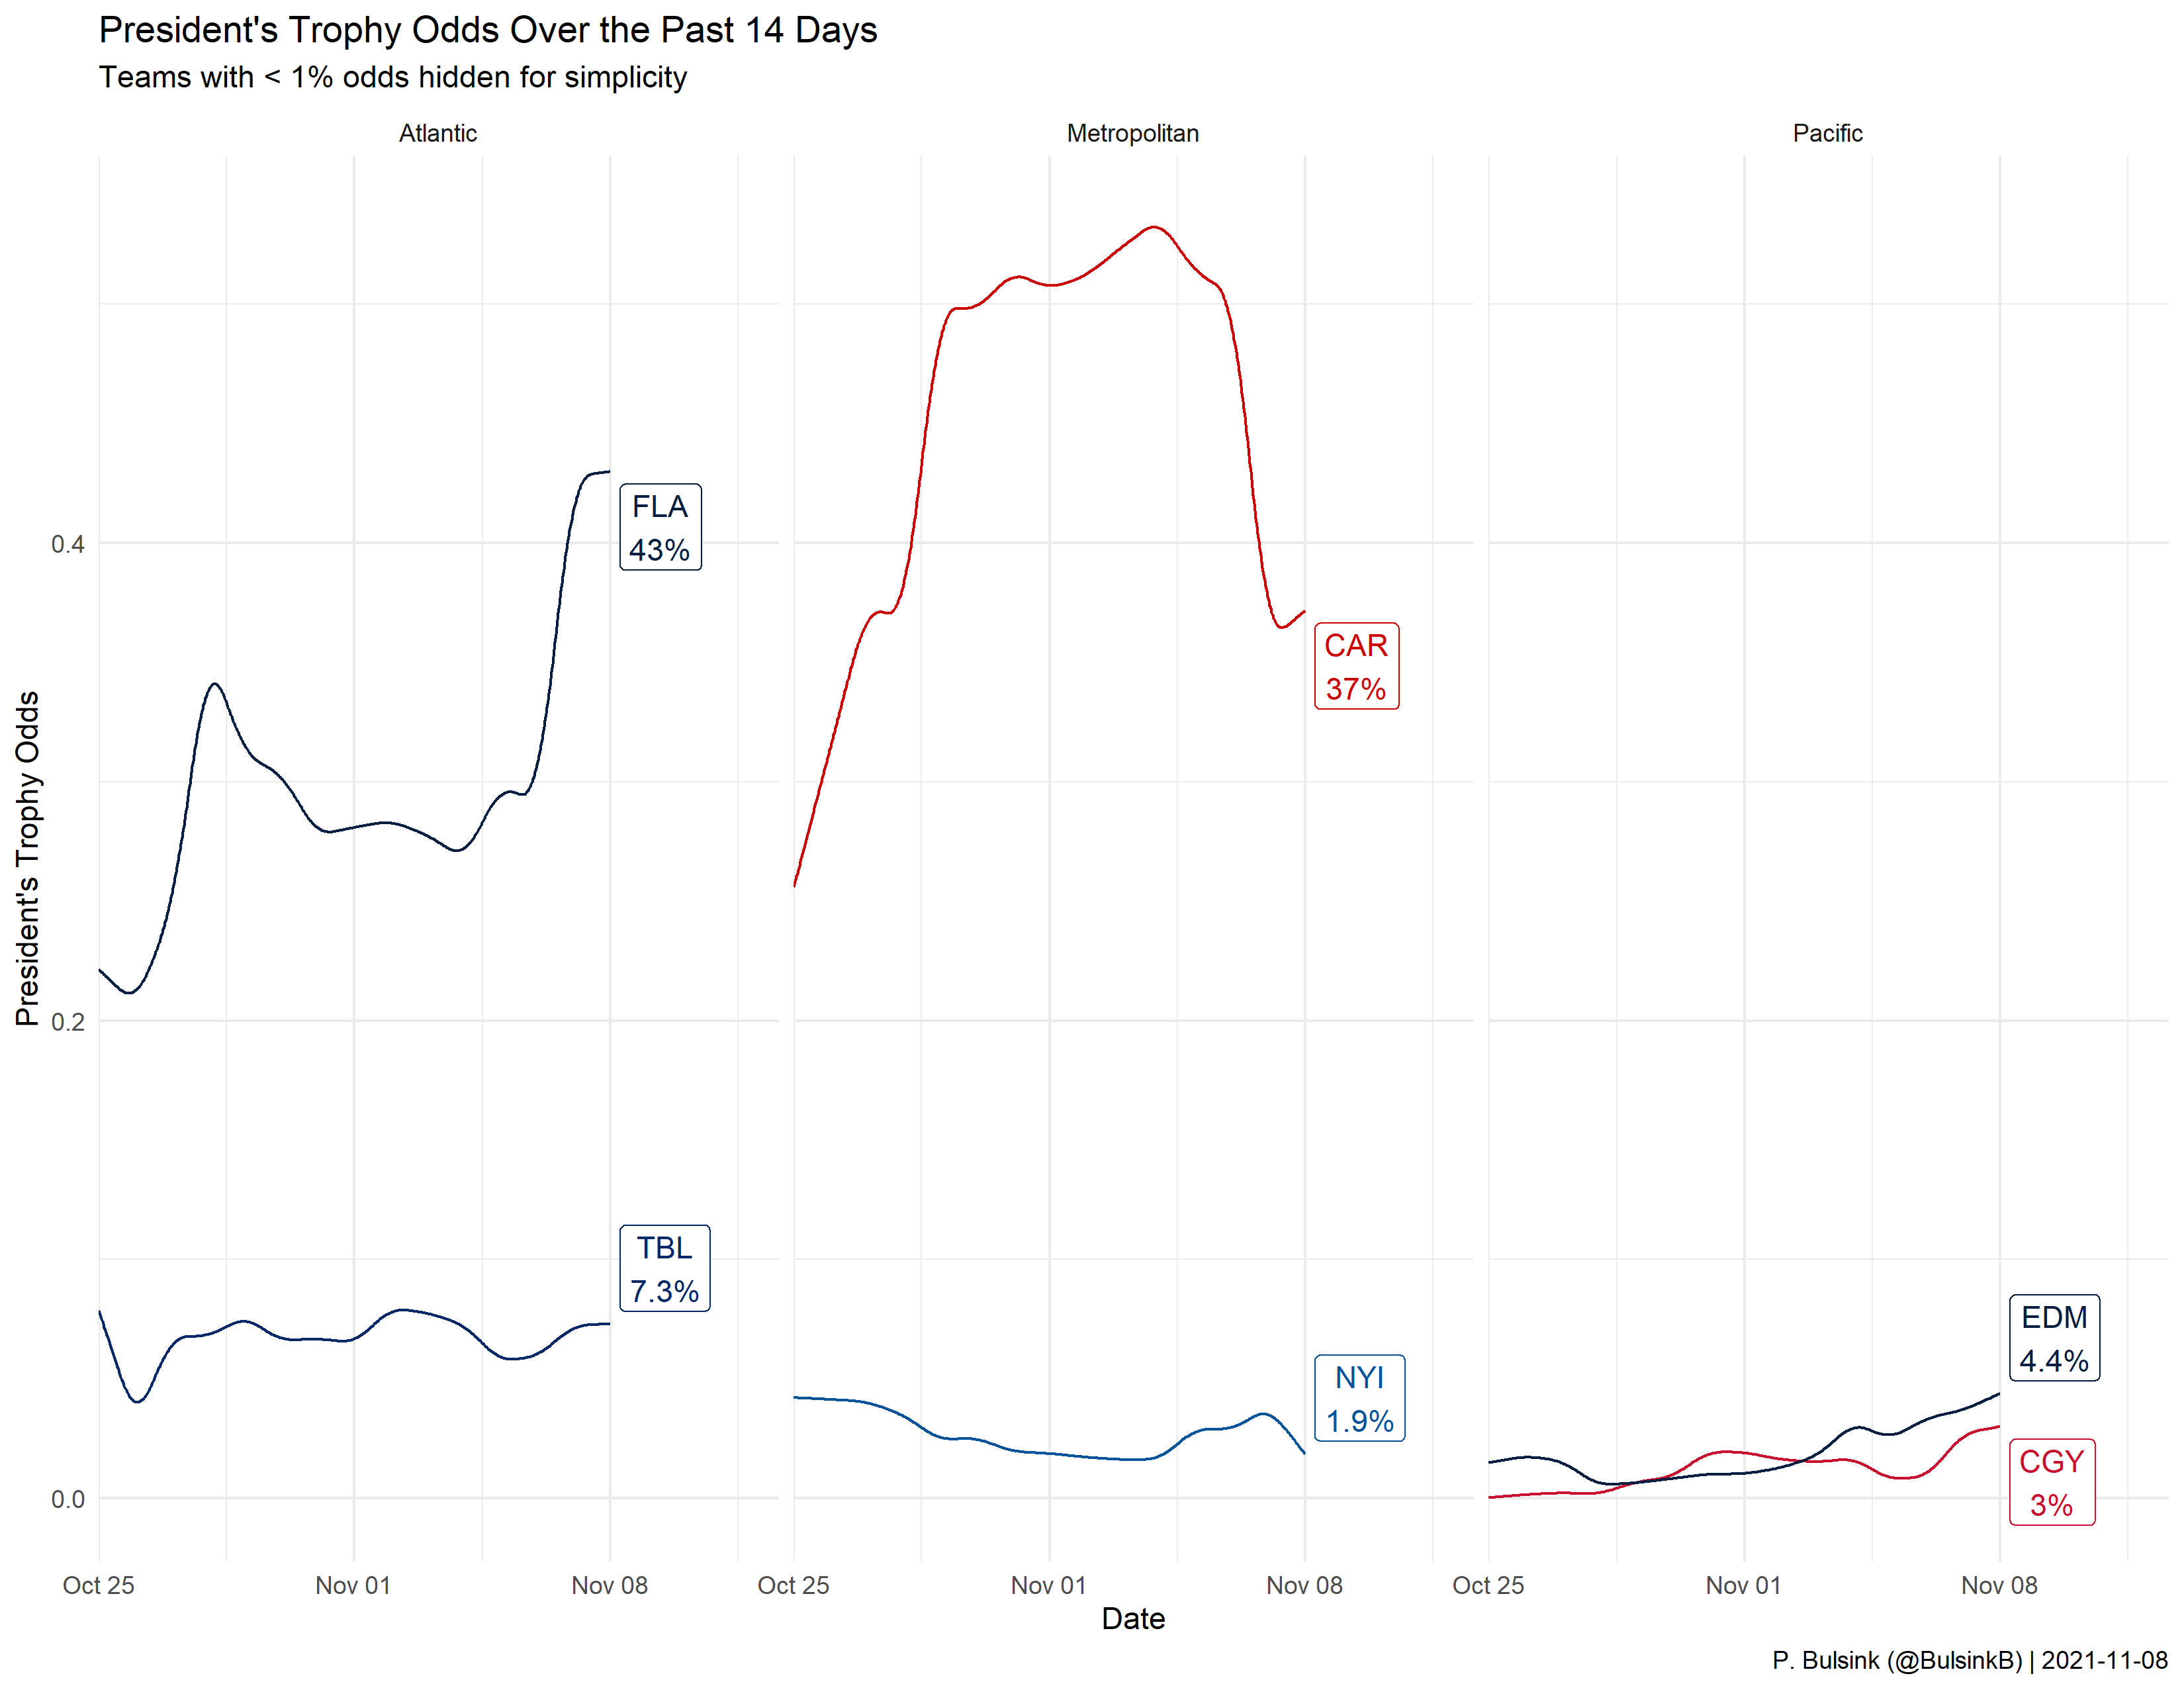 President's Trophy Odds Over the Past 14 Days
Teams with < 1% odds hidden for simplicity
Atlantic
Metropolitan
Pacific
President's Trophy Odds
0.4
0.2
0.0
FLA
43%
TBL
7.3%
CAR
37%
NYI
1.9%
EDM
4.4%
CGY
3%
Oct 25
Nov 01
Nov 08
Oct 25
Nov 01
Nov 08
Oct 25
Nov 01
Nov 08
Date
P. Bulsink (@BulsinkB) | 2021-11-08